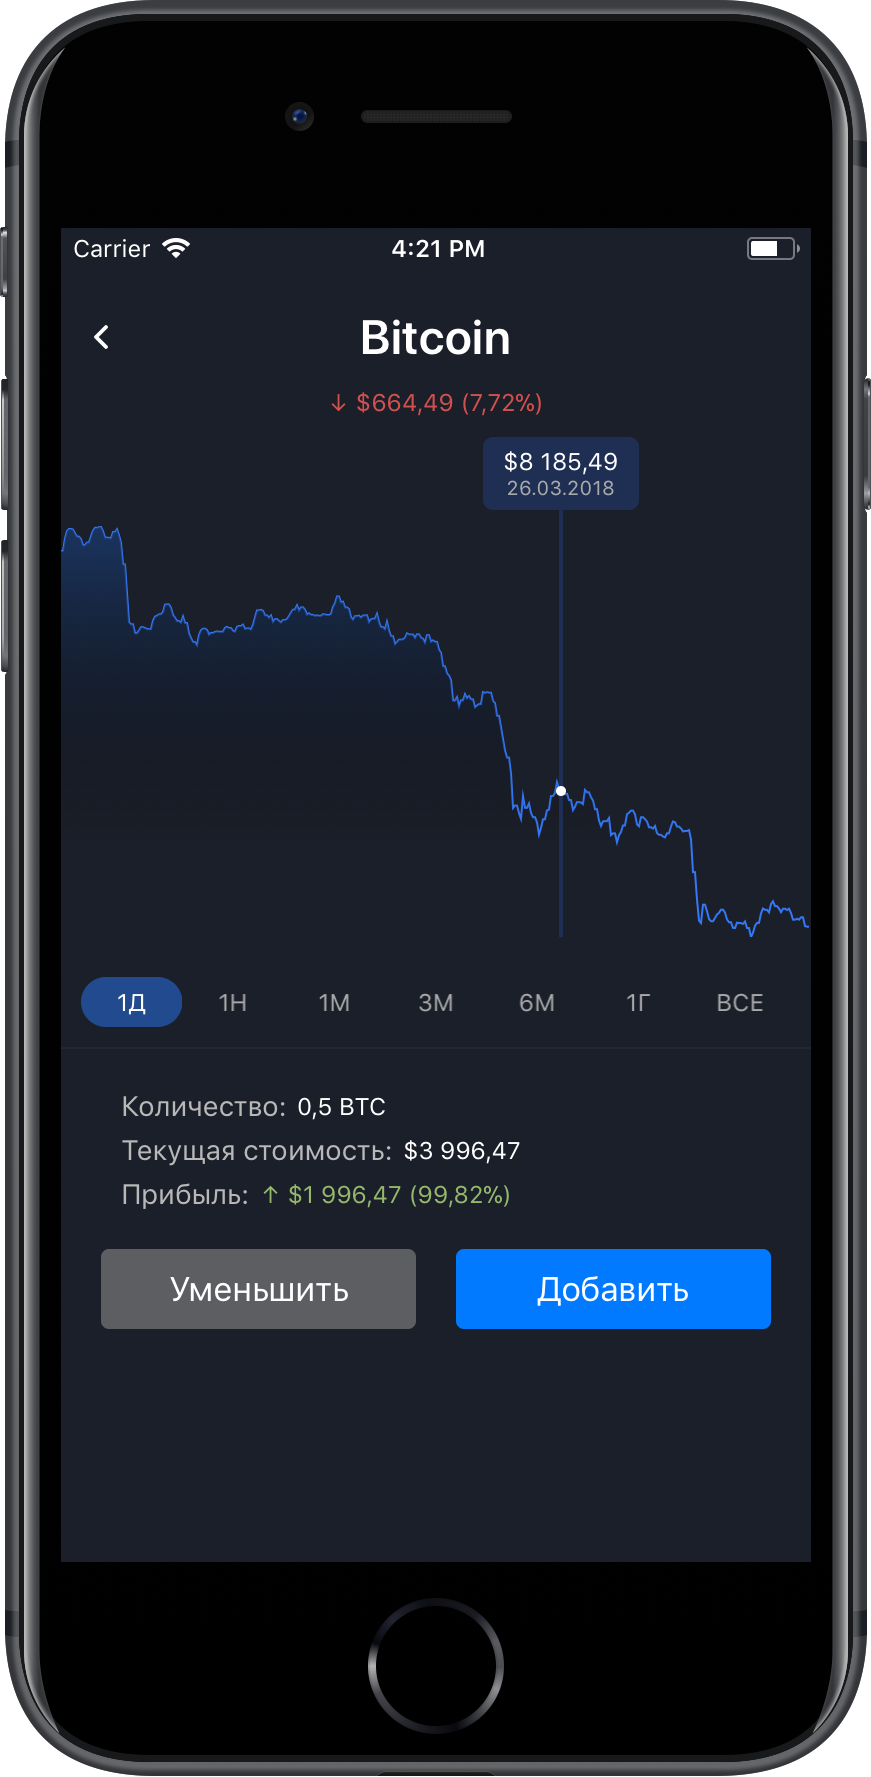 Carrier 4:21 PM
Bitcoin
↓ $664,49 (7,72%)
$8 185,49
26.03.2018
1Д 1Н 1М 3М 6М 1Г ВСЕ
Количество: 0,5 BTC
Текущая стоимость: $3 996,47
Прибыль: ↑ $1 996,47 (99,82%)
Уменьшить Добавить